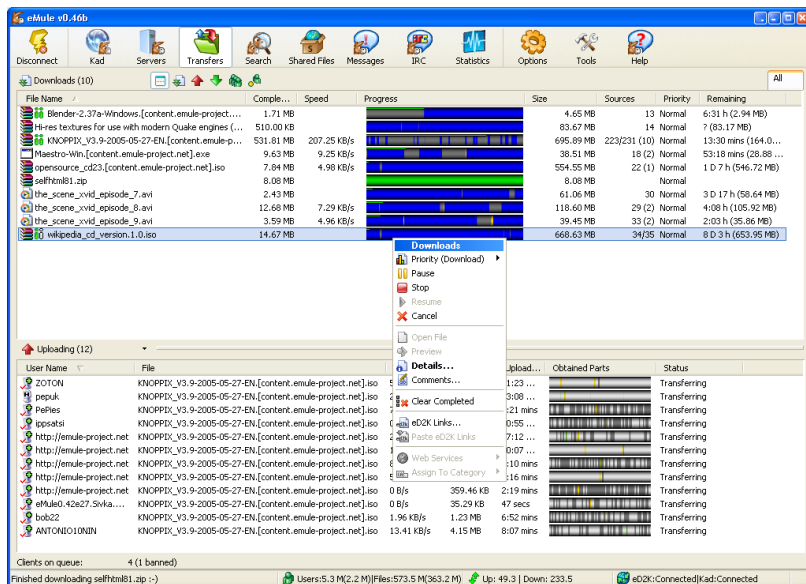 eMule v0.46b
Disconnect Kad Servers Transfers Search Shared Files Messages IRC Statistics Options Tools Help
Downloads (10) All
File Name Comple... Speed Progress Size Sources Priority Remaining
Blender-2.37a-Windows.[content.emule-project.... 1.71 MB 4.65 MB 13 Normal 6:31 h (2.94 MB)
Hi-res textures for use with modern Quake engines (... 510.00 KB 83.67 MB 14 Normal ? (83.17 MB)
KNOPPIX_V3.9-2005-05-27-EN.[content.emule-p... 531.81 MB 207.25 KB/s 695.89 MB 223/231 (10) Normal 13:30 mins (164.0...
Maestro-Win.[content.emule-project.net].exe 9.63 MB 9.25 KB/s 38.51 MB 18 (2) Normal 53:18 mins (28.88 ...
opensource_cd23.[content.emule-project.net].iso 7.84 MB 4.98 KB/s 554.55 MB 22 (1) Normal 1 D 7 h (546.72 MB)
selfhtml81.zip 8.08 MB 8.08 MB Normal
the_scene_xvid_episode_7.avi 2.43 MB 61.06 MB 30 Normal 3 D 17 h (58.64 MB)
the_scene_xvid_episode_8.avi 12.68 MB 7.29 KB/s 118.60 MB 29 (2) Normal 4:08 h (105.92 MB)
the_scene_xvid_episode_9.avi 3.59 MB 4.96 KB/s 39.45 MB 33 (2) Normal 2:03 h (35.86 MB)
wikipedia_cd_version.1.0.iso 14.67 MB 668.63 MB 34/35 Normal 8 D 3 h (653.95 MB)
Downloads
Priority (Download)
Pause
Stop
Resume
Cancel
Open File
Preview
Details...
Comments...
Clear Completed
eD2K Links...
Paste eD2K Links
Web Services
Assign To Category
Uploading (12)
User Name File Upload... Obtained Parts Status
ZOTON KNOPPIX_V3.9-2005-05-27-EN.[content.emule-project.net].iso 1:23 ... Transferring
pepuk KNOPPIX_V3.9-2005-05-27-EN.[content.emule-project.net].iso 3:08 ... Transferring
PePies KNOPPIX_V3.9-2005-05-27-EN.[content.emule-project.net].iso :21 mins Transferring
ippsatsi KNOPPIX_V3.9-2005-05-27-EN.[content.emule-project.net].iso 0:55 ... Transferring
http://emule-project.net KNOPPIX_V3.9-2005-05-27-EN.[content.emule-project.net].iso 7:12 ... Transferring
http://emule-project.net KNOPPIX_V3.9-2005-05-27-EN.[content.emule-project.net].iso 0:07 ... Transferring
http://emule-project.net KNOPPIX_V3.9-2005-05-27-EN.[content.emule-project.net].iso :10 mins Transferring
http://emule-project.net KNOPPIX_V3.9-2005-05-27-EN.[content.emule-project.net].iso :16 mins Transferring
http://emule-project.net KNOPPIX_V3.9-2005-05-27-EN.[content.emule-project.net].iso 0 B/s 359.46 KB 2:19 mins Transferring
eMule0.42e27.Sivka.... KNOPPIX_V3.9-2005-05-27-EN.[content.emule-project.net].iso 0 B/s 35.29 KB 47 secs Transferring
bob22 KNOPPIX_V3.9-2005-05-27-EN.[content.emule-project.net].iso 1.96 KB/s 1.23 MB 6:52 mins Transferring
ANTONIO10NIN KNOPPIX_V3.9-2005-05-27-EN.[content.emule-project.net].iso 13.41 KB/s 4.15 MB 8:07 mins Transferring
Clients on queue: 4 (1 banned)
Finished downloading selfhtml81.zip :-) Users:5.3 M(2.2 M)|Files:573.5 M(363.2 M) Up: 49.3 | Down: 233.5 eD2K:Connected|Kad:Connected